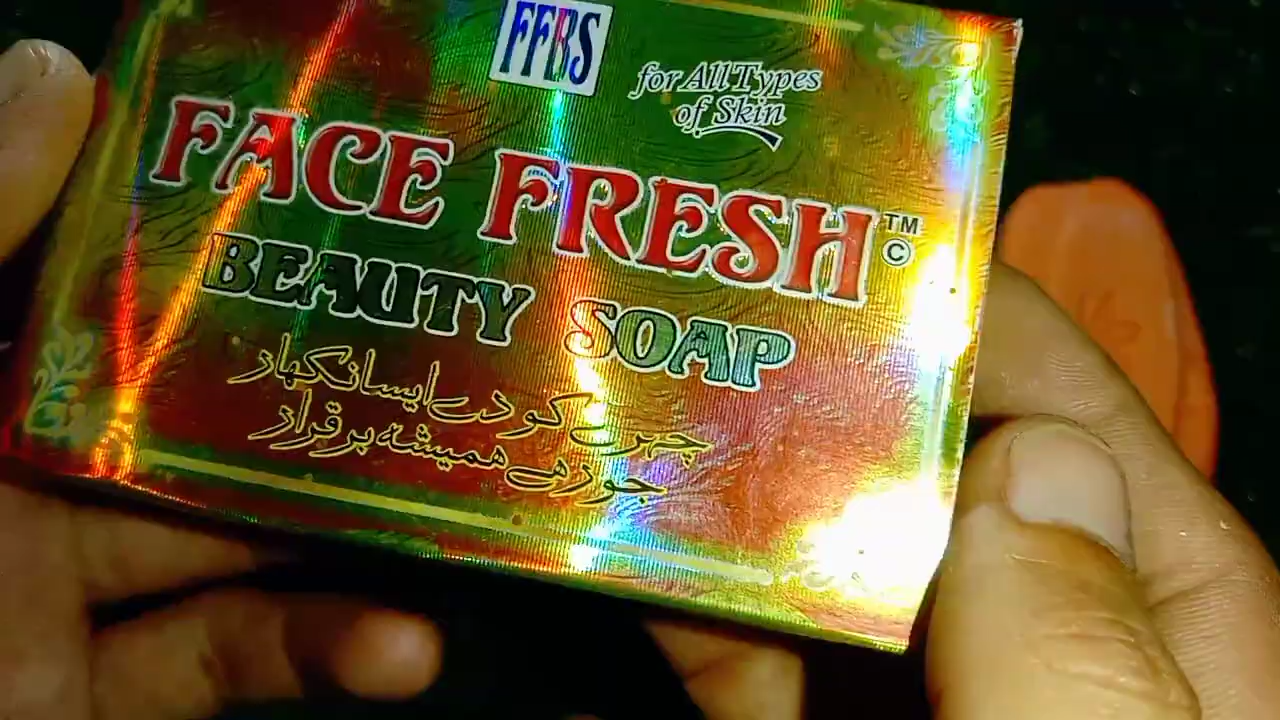 FFBS
for All Types
of Skin
FACE FRESH™
©
BEAUTY SOAP
چہرے کو دے ایسا نکھار
جو رہے ہمیشہ برقرار